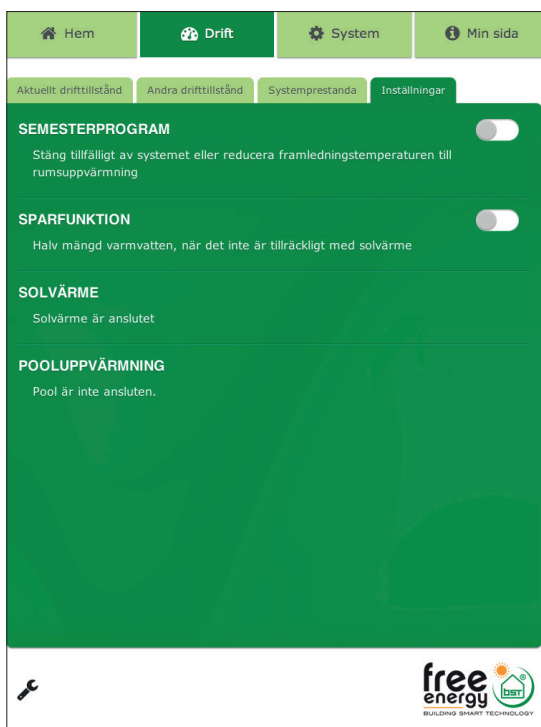 Hem Drift System Min sida
Aktuellt drifttillstånd Andra drifttillstånd Systemprestanda Inställningar
SEMESTERPROGRAM
Stäng tillfälligt av systemet eller reducera framledningstemperaturen till
rumsuppvärmning
SPARFUNKTION
Halv mängd varmvatten, när det inte är tillräckligt med solvärme
SOLVÄRME
Solvärme är anslutet
POOLUPPVÄRMNING
Pool är inte ansluten.
free
energy
bst®
BUILDING SMART TECHNOLOGY